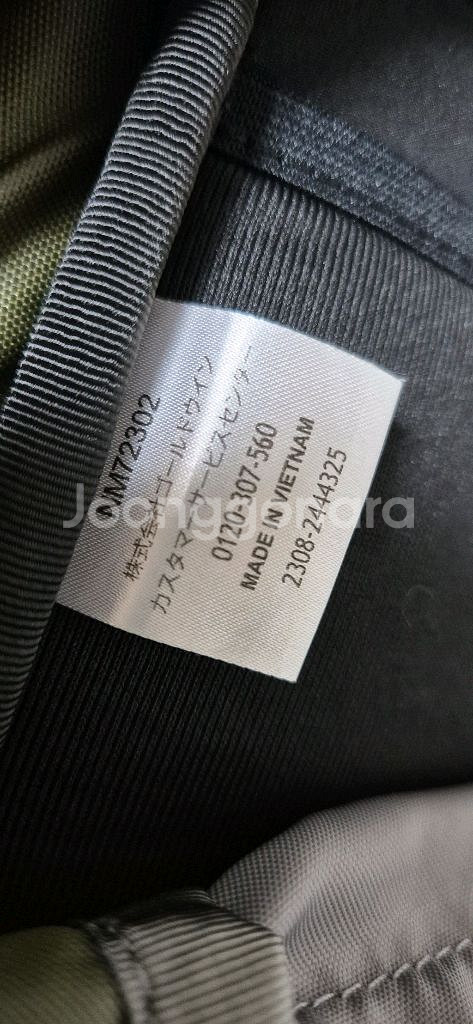 NM72302
株式会社ゴールドウイン
カスタマーサービスセンター
0120-307-560
MADE IN VIETNAM
2308-2444325
Joonggonara